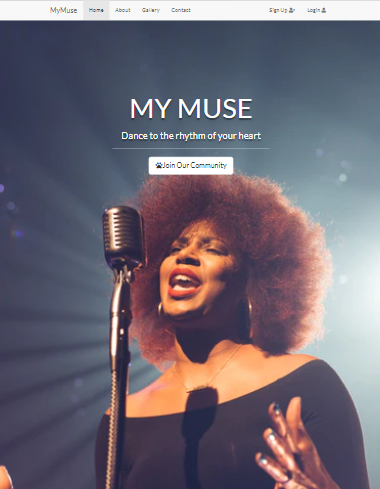 MyMuse Home About Gallery Contact Sign Up Login
MY MUSE
Dance to the rhythm of your heart
Join Our Community